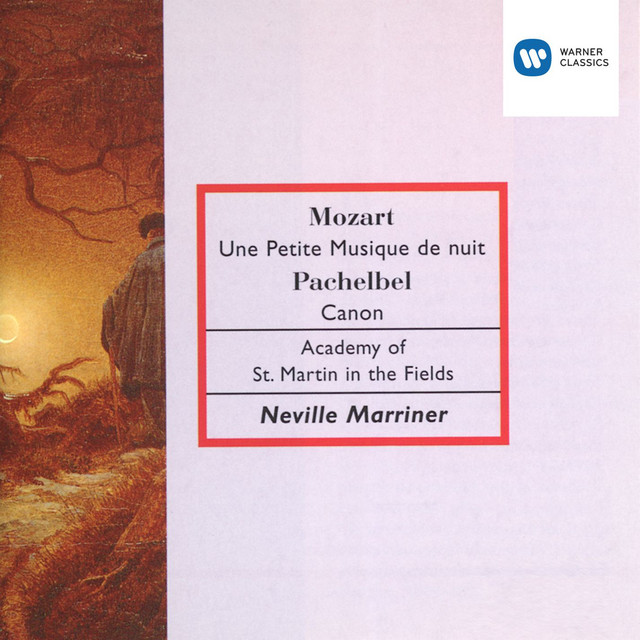 WARNER
CLASSICS
Mozart
Une Petite Musique de nuit
Pachelbel
Canon
Academy of
St. Martin in the Fields
Neville Marriner